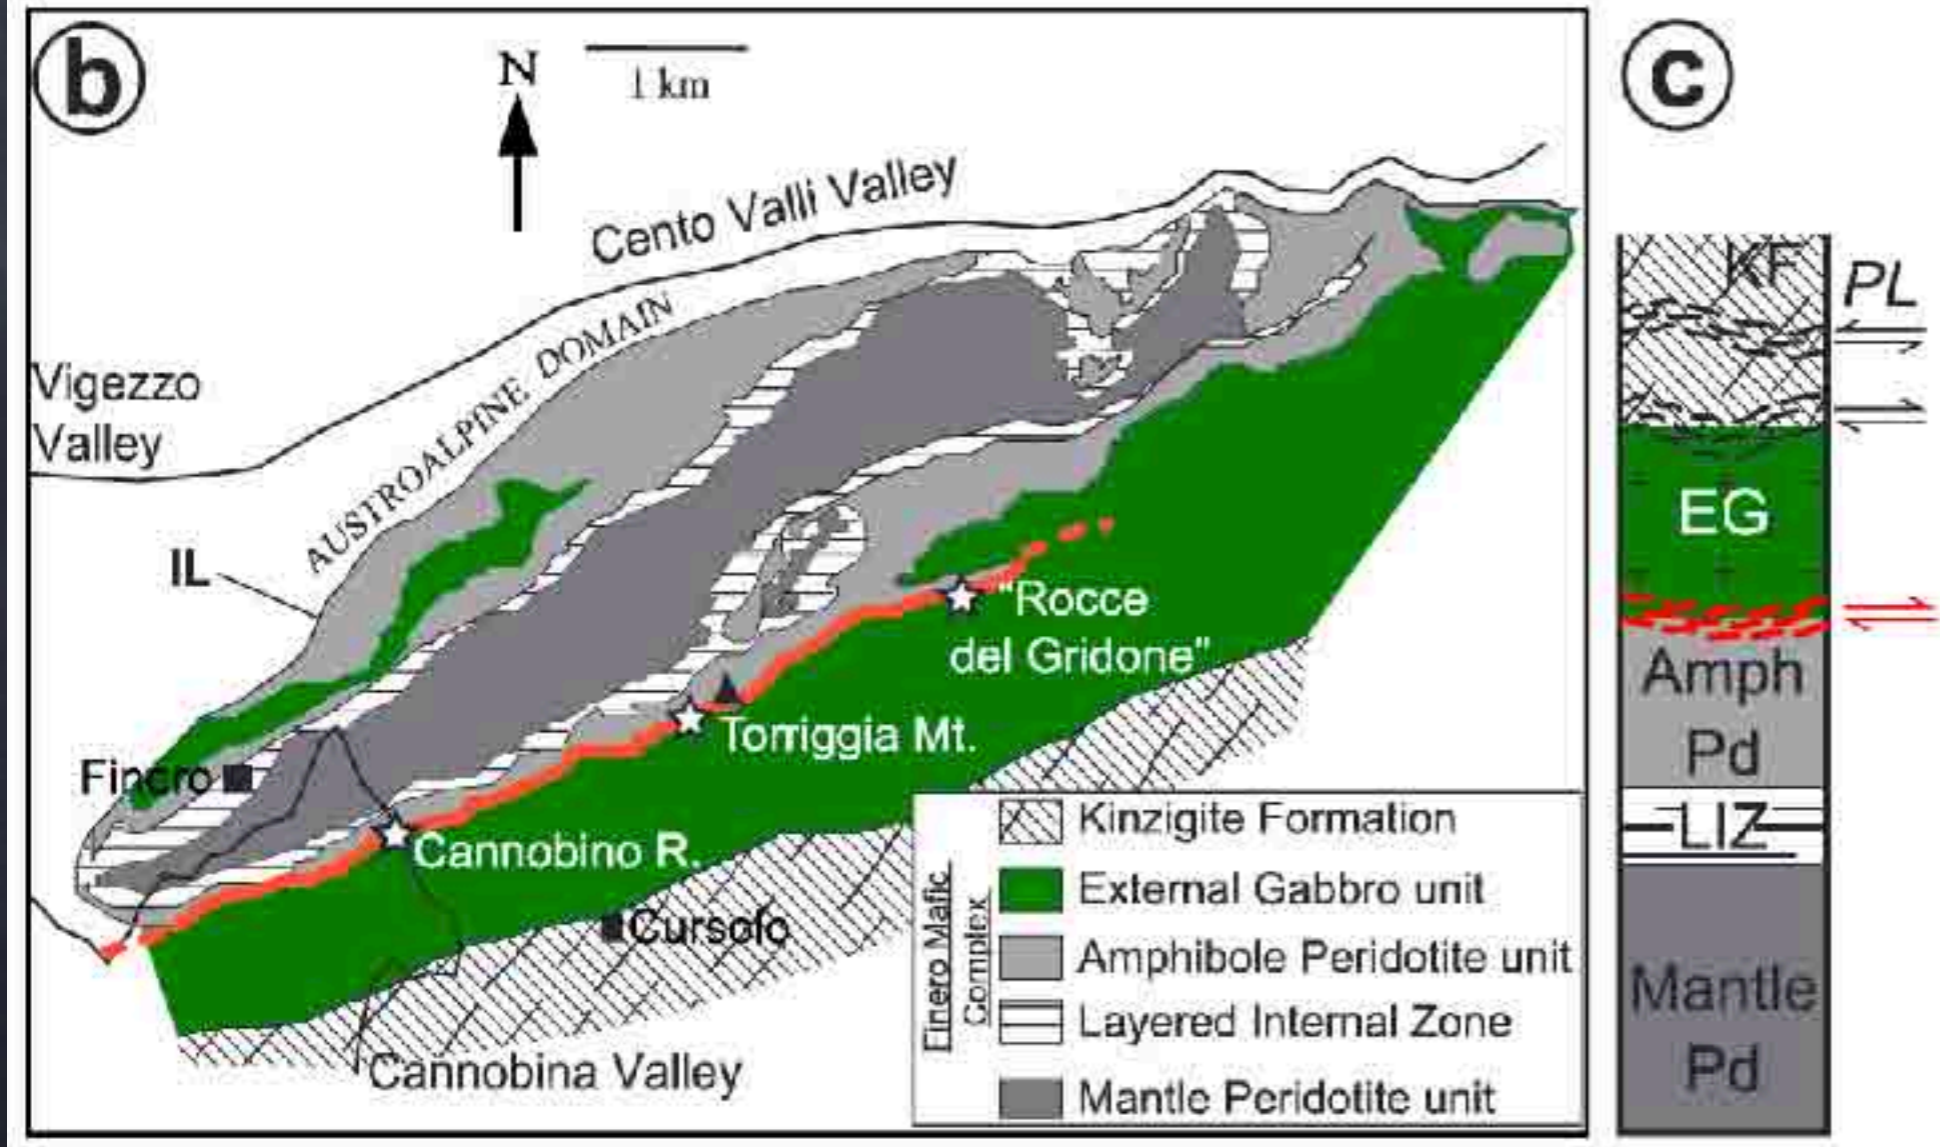 b
N
1 km
Cento Valli Valley
AUSTROALPINE DOMAIN
Vigezzo
Valley
IL
"Rocce
del Gridone"
Torriggia Mt.
Finero
Cannobino R.
Cursolo
Cannobina Valley
Finero Mafic
Complex
Kinzigite Formation
External Gabbro unit
Amphibole Peridotite unit
Layered Internal Zone
Mantle Peridotite unit
c
KF
PL
EG
Amph
Pd
LIZ
Mantle
Pd